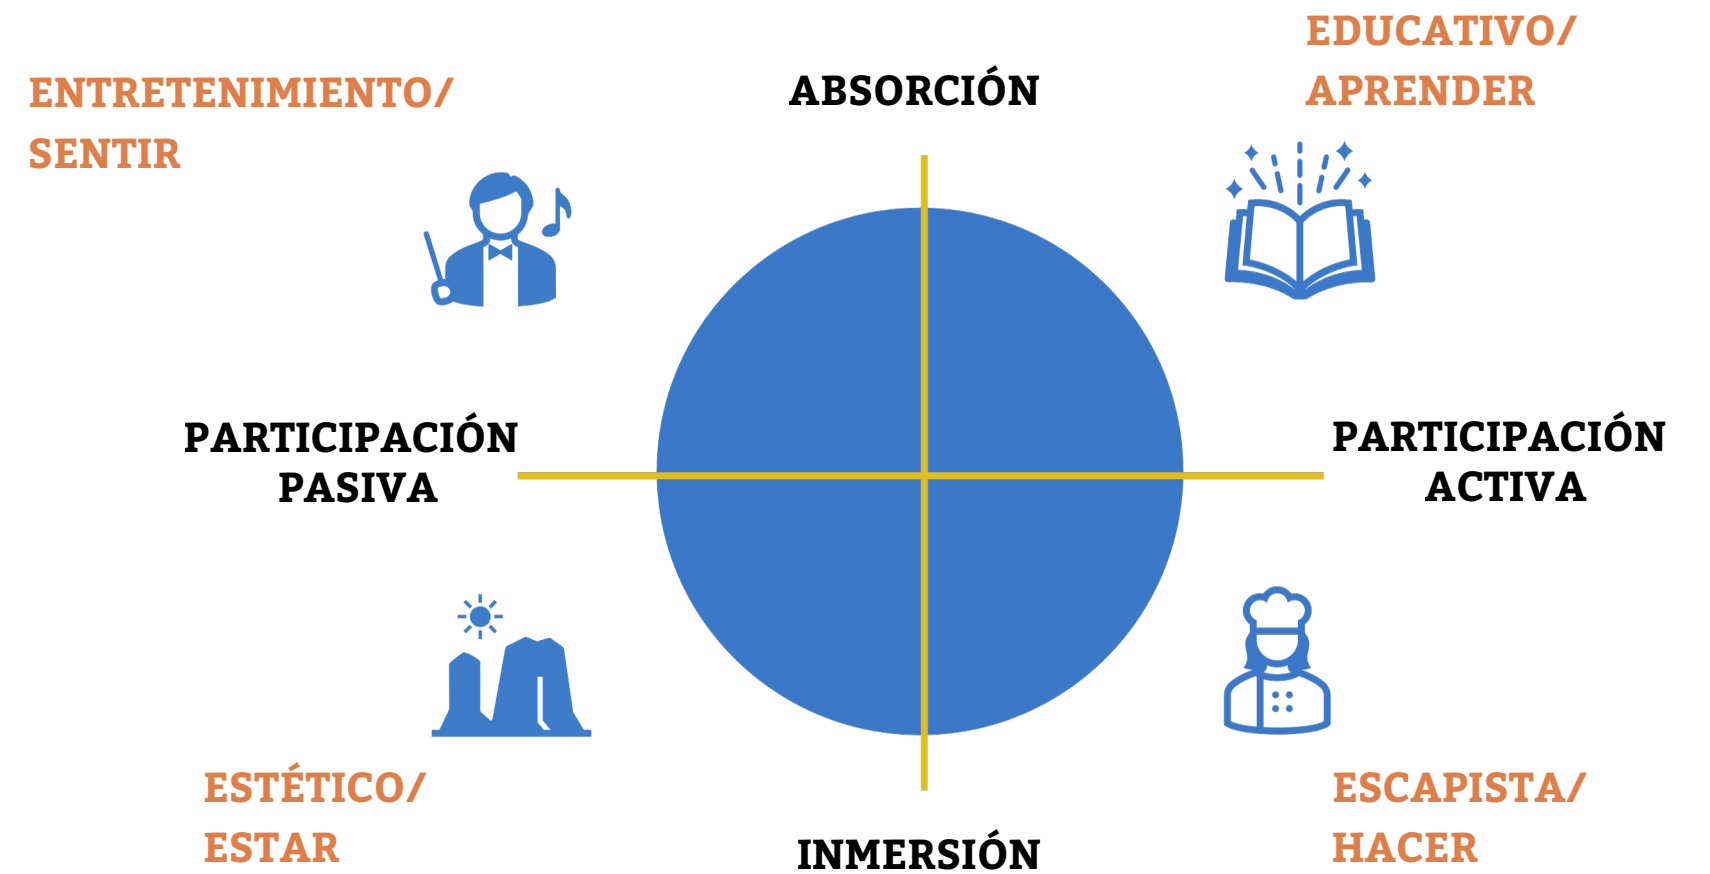 EDUCATIVO/
APRENDER
ENTRETENIMIENTO/
SENTIR
ABSORCIÓN
PARTICIPACIÓN
PASIVA
PARTICIPACIÓN
ACTIVA
ESTÉTICO/
ESTAR
INMERSIÓN
ESCAPISTA/
HACER